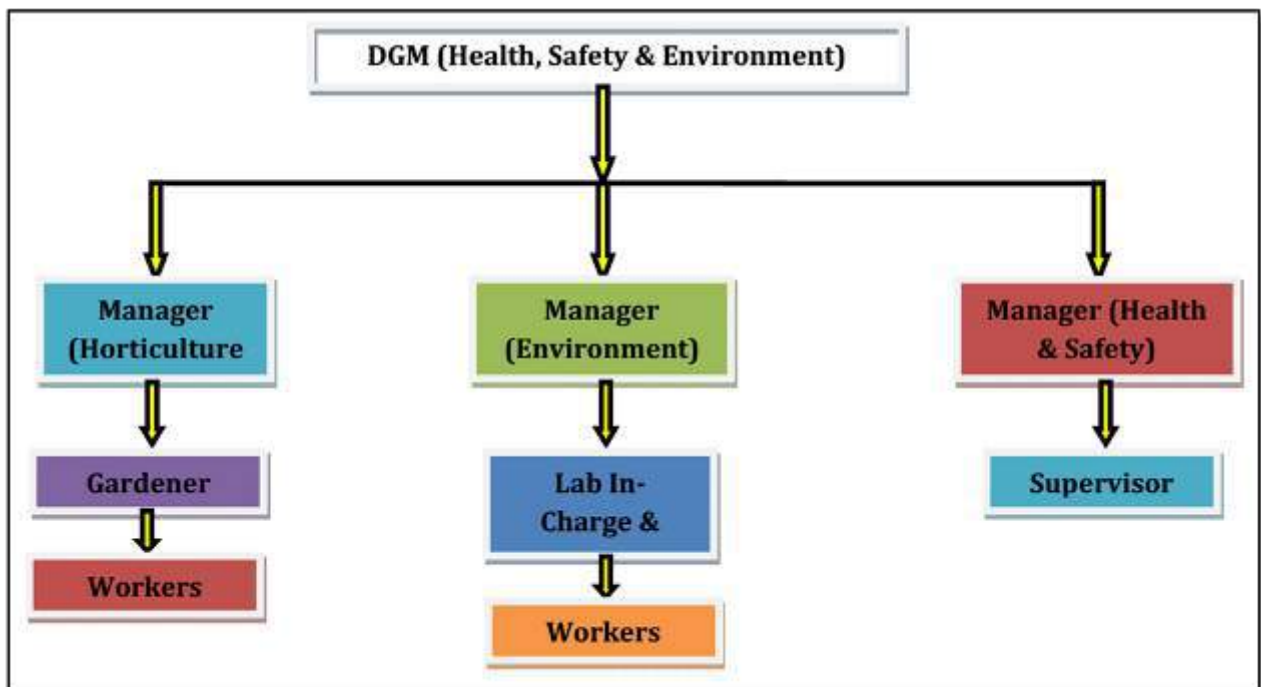 DGM (Health, Safety & Environment)
Manager
(Horticulture
Manager
(Environment)
Manager (Health
& Safety)
Gardener
Lab In-
Charge &
Supervisor
Workers
Workers